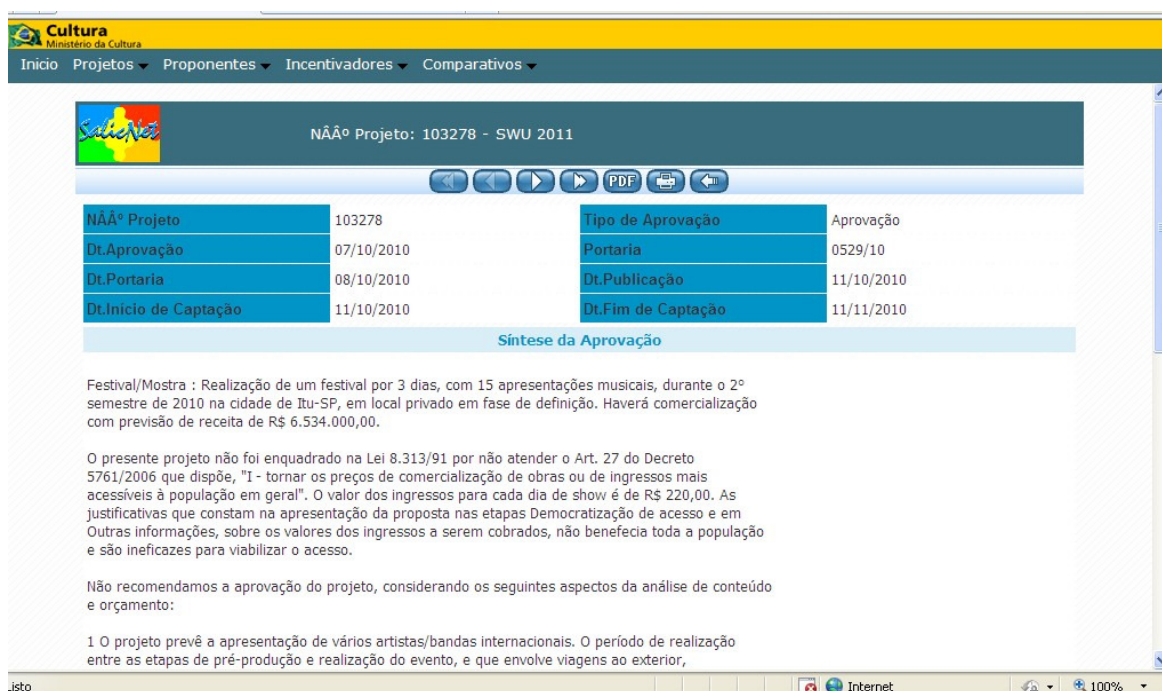 Cultura
Ministério da Cultura
Inicio Projetos Proponentes Incentivadores Comparativos
SalicNet
NÂÂº Projeto: 103278 - SWU 2011
PDF
NÂÂº Projeto 103278 Tipo de Aprovação Aprovação
Dt.Aprovação 07/10/2010 Portaria 0529/10
Dt.Portaria 08/10/2010 Dt.Publicação 11/10/2010
Dt.Início de Captação 11/10/2010 Dt.Fim de Captação 11/11/2010
Síntese da Aprovação
Festival/Mostra : Realização de um festival por 3 dias, com 15 apresentações musicais, durante o 2º
semestre de 2010 na cidade de Itu-SP, em local privado em fase de definição. Haverá comercialização
com previsão de receita de R$ 6.534.000,00.
O presente projeto não foi enquadrado na Lei 8.313/91 por não atender o Art. 27 do Decreto
5761/2006 que dispõe, "I - tornar os preços de comercialização de obras ou de ingressos mais
acessíveis à população em geral". O valor dos ingressos para cada dia de show é de R$ 220,00. As
justificativas que constam na apresentação da proposta nas etapas Democratização de acesso e em
Outras informações, sobre os valores dos ingressos a serem cobrados, não benefecia toda a população
e são ineficazes para viabilizar o acesso.
Não recomendamos a aprovação do projeto, considerando os seguintes aspectos da análise de conteúdo
e orçamento:
1 O projeto prevê a apresentação de vários artistas/bandas internacionais. O período de realização
entre as etapas de pré-produção e realização do evento, e que envolve viagens ao exterior,
Listo Internet 100%